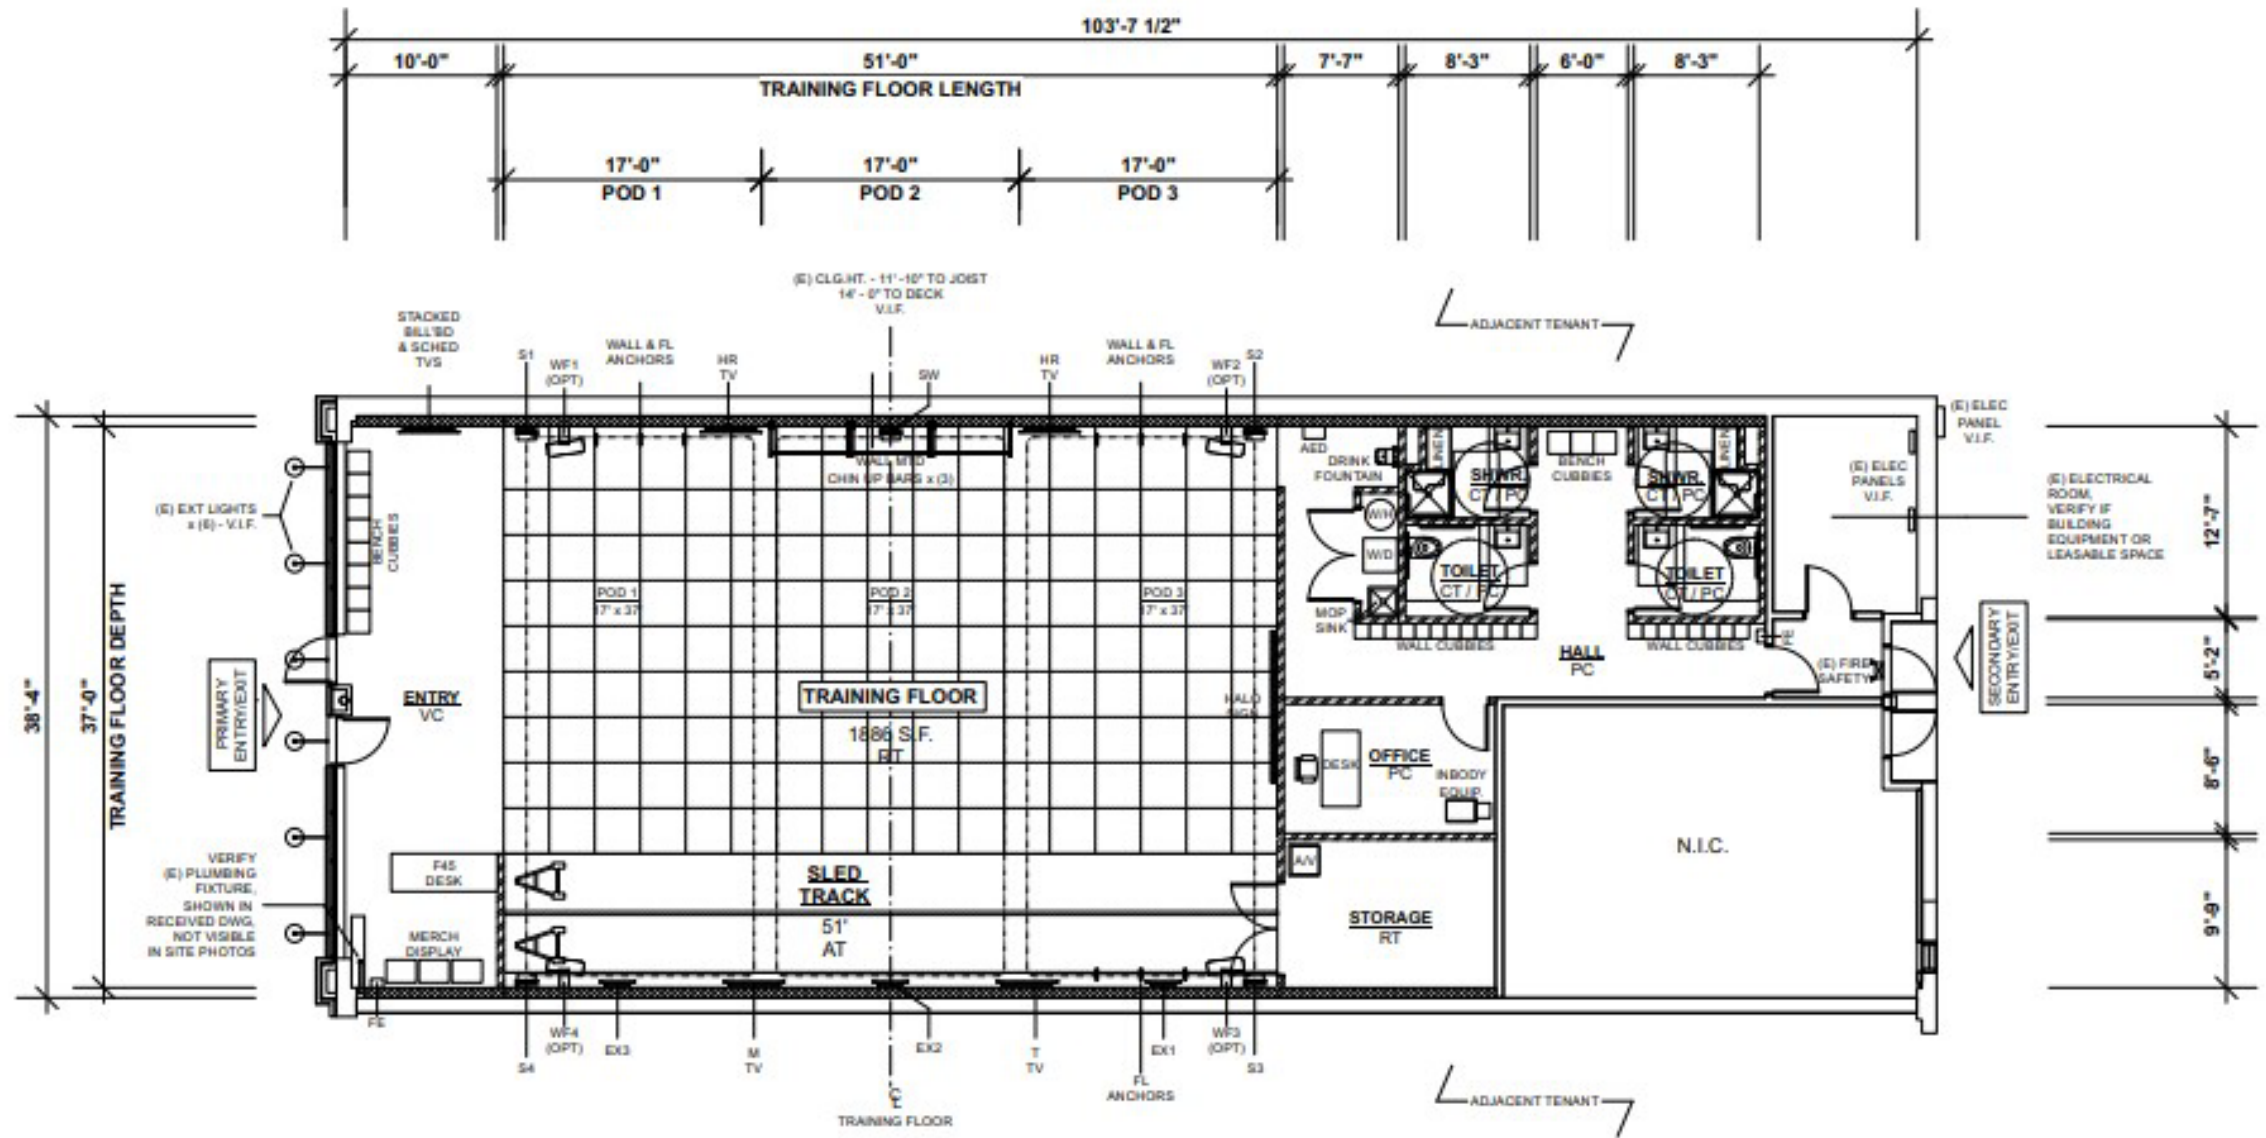 103'-7 1/2"
10'-0"
51'-0"
7'-7"
8'-3"
6'-0"
8'-3"
TRAINING FLOOR LENGTH
17'-0"
17'-0"
17'-0"
POD 1
POD 2
POD 3
(E) CLG.HT. - 11'-10" TO JOIST
14' - 0" TO DECK
V.I.F.
STACKED
BILL'BD
& SCHED
TVS
S1
WF1
(OPT)
WALL & FL
ANCHORS
HR
TV
SW
HR
TV
WALL & FL
ANCHORS
WF2
(OPT)
S2
ADJACENT TENANT
(E) ELEC
PANEL
V.I.F.
(E) EXT LIGHTS
x (6) - V.I.F.
BENCH
CUBBIES
WALL MTD
CHIN UP BARS x (3)
AED
DRINK
FOUNTAIN
LINEN
SHWR.
CT / PC
BENCH
CUBBIES
SHWR.
CT / PC
LINEN
(E) ELEC
PANELS
V.I.F.
(E) ELECTRICAL
ROOM,
VERIFY IF
BUILDING
EQUIPMENT OR
LEASABLE SPACE
12'-7"
W/H
W/D
MOP
SINK
TOILET
CT / PC
TOILET
CT / PC
POD 1
17' x 37'
POD 2
17' x 37'
POD 3
17' x 37'
WALL CUBBIES
WALL CUBBIES
FE
HALL
PC
(E) FIRE
SAFETY
SECONDARY
ENTRY/EXIT
5'-2"
38'-4"
37'-0"
TRAINING FLOOR DEPTH
PRIMARY
ENTRY/EXIT
ENTRY
VC
TRAINING FLOOR
1886 S.F.
RT
HALO
SIGN
DESK
OFFICE
PC
INBODY
EQUIP.
8'-6"
N.I.C.
VERIFY
(E) PLUMBING
FIXTURE,
SHOWN IN
RECEIVED DWG,
NOT VISIBLE
IN SITE PHOTOS
F45
DESK
SLED
TRACK
51'
AT
A/V
STORAGE
RT
9'-9"
MERCH
DISPLAY
FE
S4
WF4
(OPT)
EX3
M
TV
EX2
T
TV
FL
ANCHORS
EX1
WF3
(OPT)
S3
CL
TRAINING FLOOR
ADJACENT TENANT